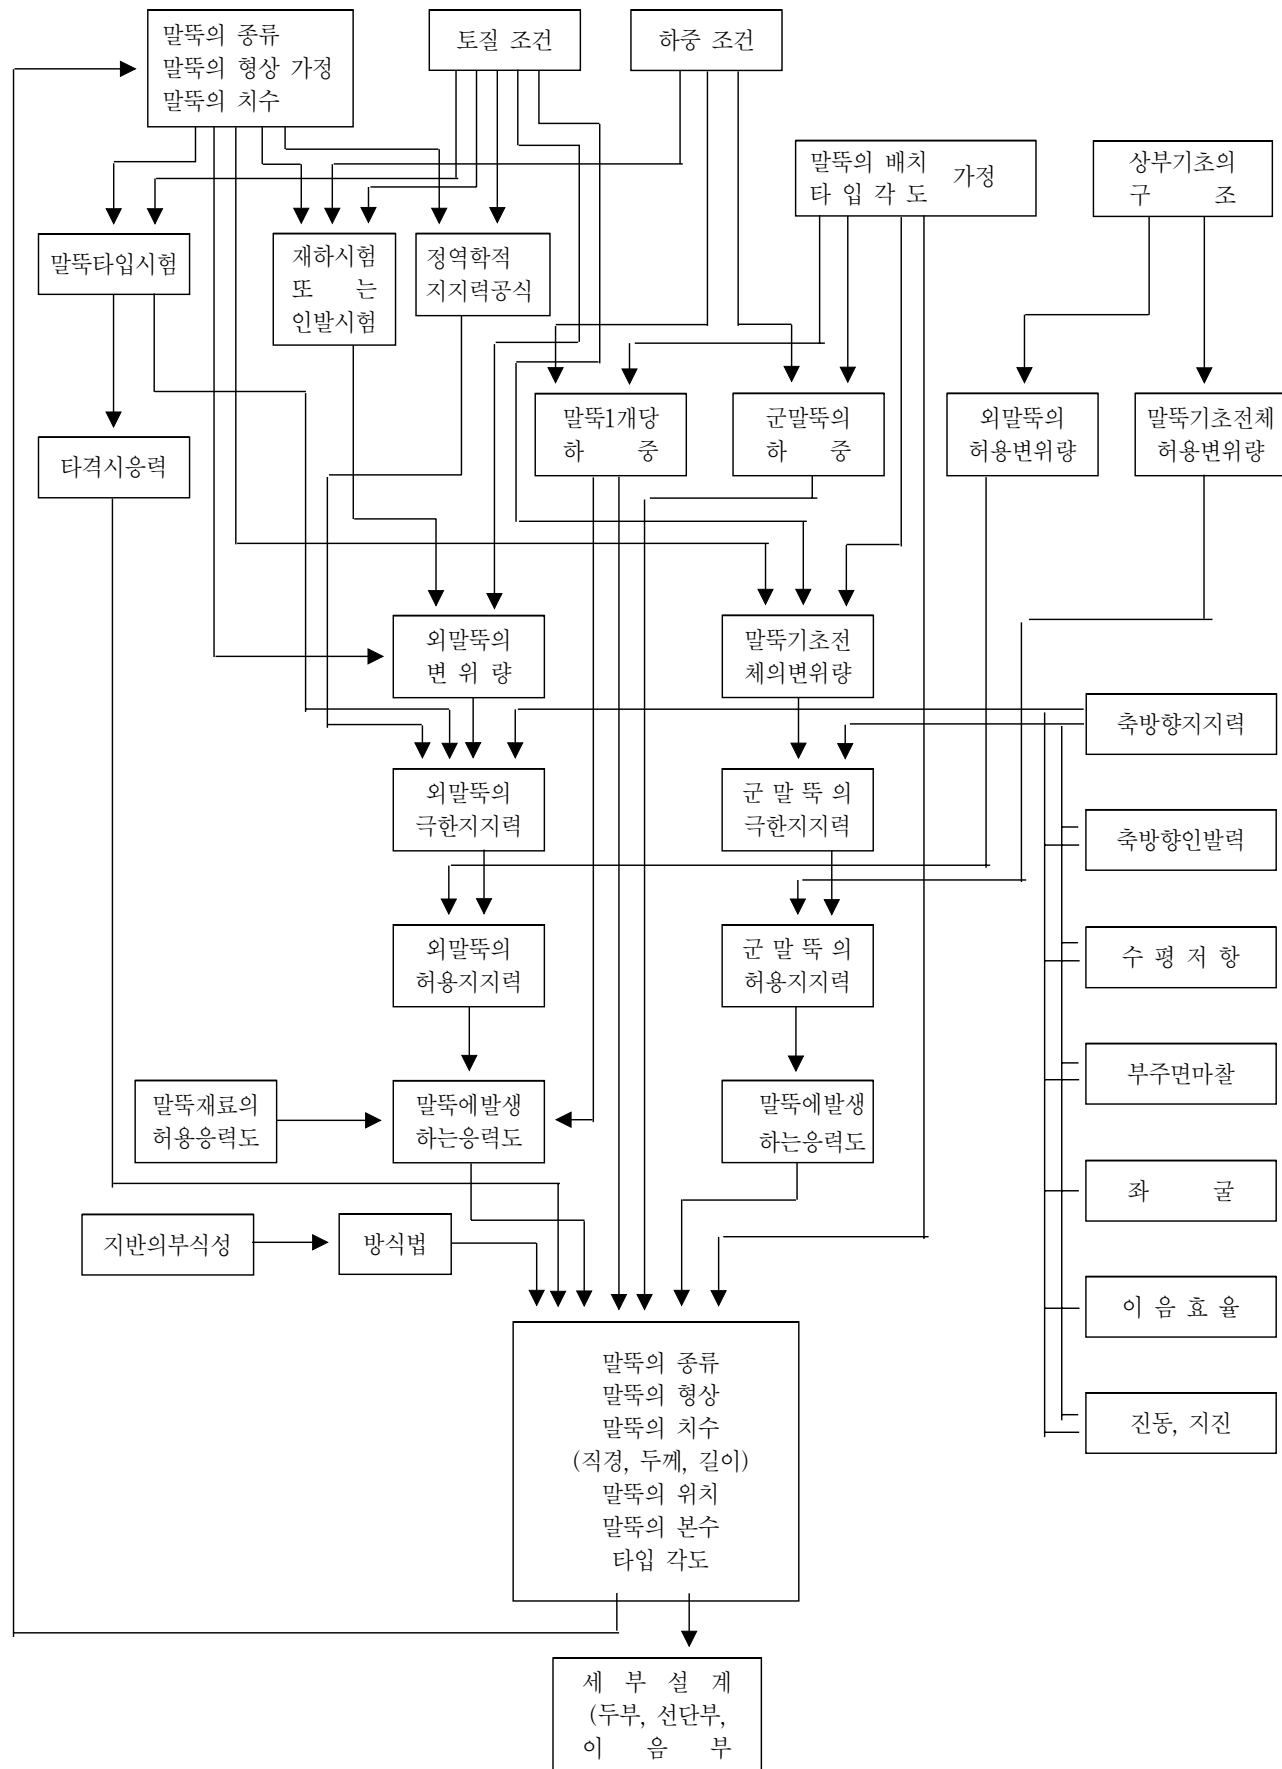 말뚝의 종류
말뚝의 형상 가정
말뚝의 치수
토질 조건
하중 조건
말뚝의 배치
타 입 각 도
가정
상부기초의
구 조
말뚝타입시험
재하시험
또 는
인발시험
정역학적
지지력공식
타격시응력
말뚝1개당
하 중
군말뚝의
하 중
외말뚝의
허용변위량
말뚝기초전체
허용변위량
외말뚝의
변 위 량
말뚝기초전
체의변위량
축방향지지력
외말뚝의
극한지지력
군 말 뚝 의
극한지지력
축방향인발력
외말뚝의
허용지지력
군 말 뚝 의
허용지지력
수 평 저 항
부주면마찰
말뚝재료의
허용응력도
말뚝에발생
하는응력도
말뚝에발생
하는응력도
좌 굴
지반의부식성
방식법
이 음 효 율
말뚝의 종류
말뚝의 형상
말뚝의 치수
(직경, 두께, 길이)
말뚝의 위치
말뚝의 본수
타입 각도
진동, 지진
세 부 설 계
(두부, 선단부,
이 음 부